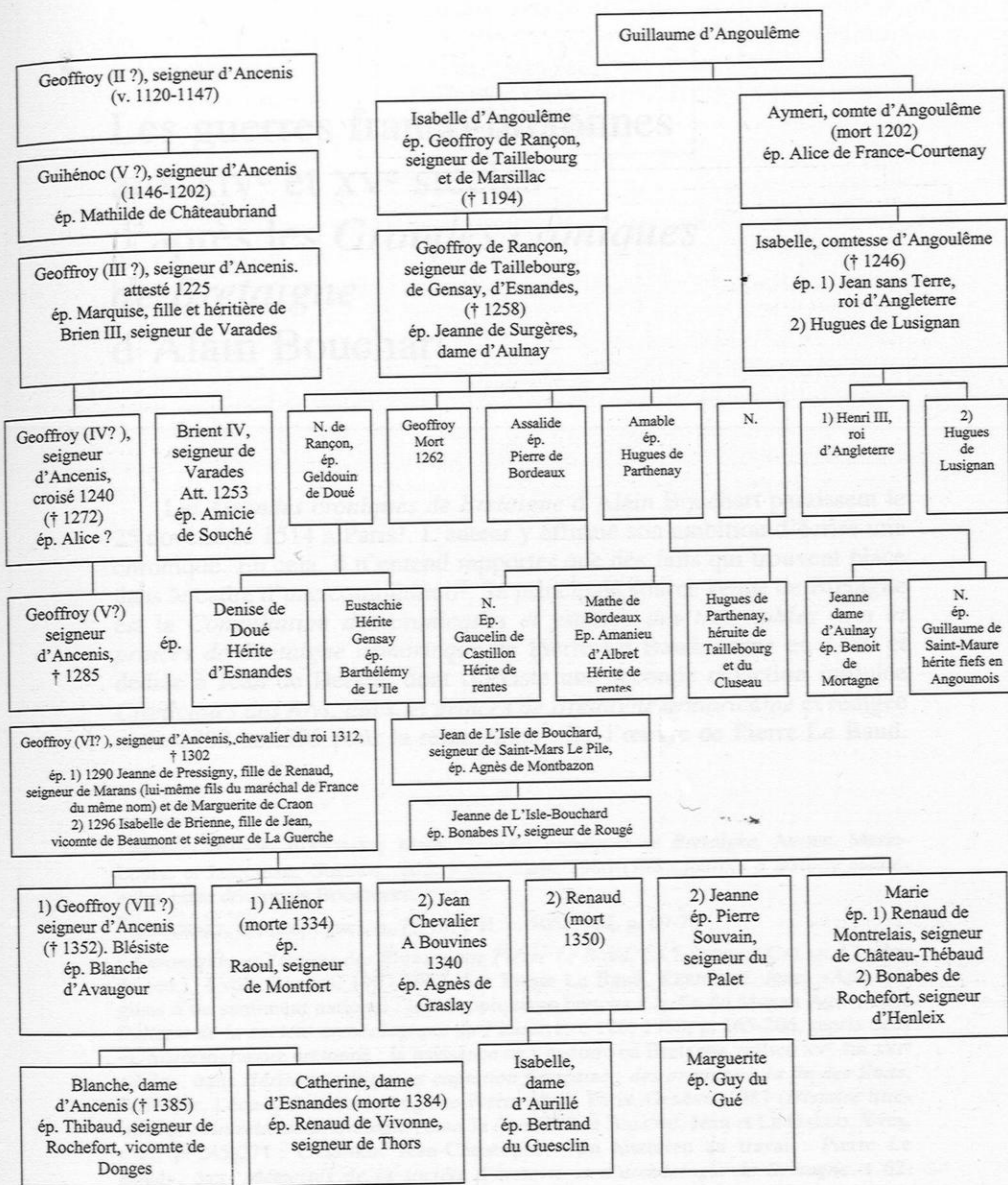 Guillaume d'Angoulême
Geoffroy (II ?), seigneur d'Ancenis
(v. 1120-1147)
Isabelle d'Angoulême
ép. Geoffroy de Rançon,
seigneur de Taillebourg
et de Marsillac
(† 1194)
Aymeri, comte d'Angoulême
(mort 1202)
ép. Alice de France-Courtenay
Guihénoc (V ?), seigneur d'Ancenis
(1146-1202)
ép. Mathilde de Châteaubriand
Geoffroy (III ?), seigneur d'Ancenis.
attesté 1225
ép. Marquise, fille et héritière de
Brien III, seigneur de Varades
Geoffroy de Rançon,
seigneur de Taillebourg,
de Gensay, d'Esnandes,
(† 1258)
ép. Jeanne de Surgères,
dame d'Aulnay
Isabelle, comtesse d'Angoulême
(† 1246)
ép. 1) Jean sans Terre,
roi d'Angleterre
2) Hugues de Lusignan
Geoffroy (IV? ),
seigneur
d'Ancenis,
croisé 1240
(† 1272)
ép. Alice ?
Brient IV,
seigneur de
Varades
Att. 1253
ép. Amicie
de Souché
N. de
Rançon,
ép.
Geldouin
de Doué
Geoffroy
Mort
1262
Assalide
ép.
Pierre de
Bordeaux
Amable
ép.
Hugues de
Parthenay
N.
1) Henri III,
roi
d'Angleterre
2)
Hugues
de
Lusignan
Geoffroy (V?)
seigneur
d'Ancenis,
† 1285
ép.
Denise de
Doué
Hérite
d'Esnandes
Eustachie
Hérite
Gensay
ép.
Barthélémy
de L'Ile
N.
Ep.
Gaucelin de
Castillon
Hérite de
rentes
Mathe de
Bordeaux
Ep. Amanieu
d'Albret
Hérite de
rentes
Hugues de
Parthenay,
héruite de
Taillebourg
et du
Cluseau
Jeanne
dame
d'Aulnay
ép. Benoit
de
Mortagne
N.
ép.
Guillaume de
Saint-Maure
hérite fiefs en
Angoumois
Geoffroy (VI? ), seigneur d'Ancenis, chevalier du roi 1312,
† 1302
ép. 1) 1290 Jeanne de Pressigny, fille de Renaud,
seigneur de Marans (lui-même fils du maréchal de France
du même nom) et de Marguerite de Craon
2) 1296 Isabelle de Brienne, fille de Jean,
vicomte de Beaumont et seigneur de La Guerche
Jean de L'Isle de Bouchard,
seigneur de Saint-Mars Le Pile,
ép. Agnès de Montbazon
Jeanne de L'Isle-Bouchard
ép. Bonabes IV, seigneur de Rougé
1) Geoffroy (VII ?)
seigneur d'Ancenis
(† 1352). Blésiste
ép. Blanche
d'Avaugour
1) Aliénor
(morte 1334)
ép.
Raoul, seigneur
de Montfort
2) Jean
Chevalier
A Bouvines
1340
ép. Agnès de
Graslay
2) Renaud
(mort
1350)
2) Jeanne
ép. Pierre
Souvain,
seigneur du
Palet
Marie
ép. 1) Renaud de
Montrelais, seigneur
de Château-Thébaud
2) Bonabes de
Rochefort, seigneur
d'Henleix
Blanche, dame
d'Ancenis († 1385)
ép. Thibaud, seigneur de
Rochefort, vicomte de
Donges
Catherine, dame
d'Esnandes (morte 1384)
ép. Renaud de Vivonne,
seigneur de Thors
Isabelle,
dame
d'Aurillé
ép. Bertrand
du
Guesclin
Marguerite
ép. Guy du
Gué